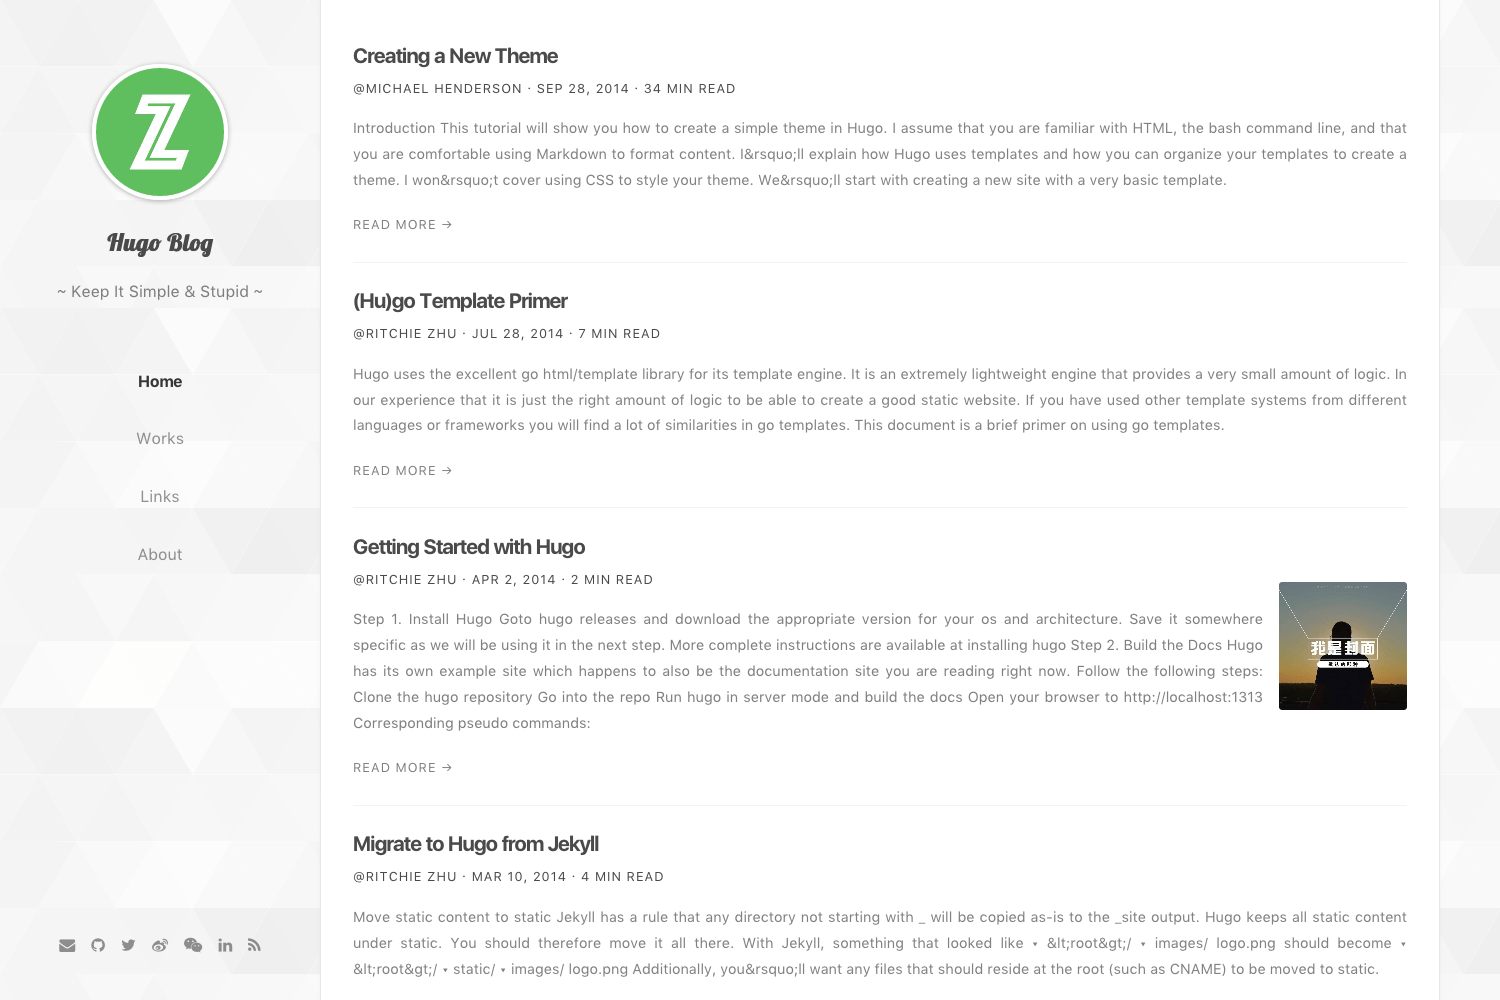 Hugo Blog
~ Keep It Simple & Stupid ~
Home
Works
Links
About
Creating a New Theme
@MICHAEL HENDERSON · SEP 28, 2014 · 34 MIN READ
Introduction This tutorial will show you how to create a simple theme in Hugo. I assume that you are familiar with HTML, the bash command line, and that
you are comfortable using Markdown to format content. I&rsquo;ll explain how Hugo uses templates and how you can organize your templates to create a
theme. I won&rsquo;t cover using CSS to style your theme. We&rsquo;ll start with creating a new site with a very basic template.
READ MORE →
(Hu)go Template Primer
@RITCHIE ZHU · JUL 28, 2014 · 7 MIN READ
Hugo uses the excellent go html/template library for its template engine. It is an extremely lightweight engine that provides a very small amount of logic. In
our experience that it is just the right amount of logic to be able to create a good static website. If you have used other template systems from different
languages or frameworks you will find a lot of similarities in go templates. This document is a brief primer on using go templates.
READ MORE →
Getting Started with Hugo
@RITCHIE ZHU · APR 2, 2014 · 2 MIN READ
Step 1. Install Hugo Goto hugo releases and download the appropriate version for your os and architecture. Save it somewhere
specific as we will be using it in the next step. More complete instructions are available at installing hugo Step 2. Build the Docs Hugo
has its own example site which happens to also be the documentation site you are reading right now. Follow the following steps:
Clone the hugo repository Go into the repo Run hugo in server mode and build the docs Open your browser to http://localhost:1313
Corresponding pseudo commands:
我是封面
READ MORE →
Migrate to Hugo from Jekyll
@RITCHIE ZHU · MAR 10, 2014 · 4 MIN READ
Move static content to static Jekyll has a rule that any directory not starting with _ will be copied as-is to the _site output. Hugo keeps all static content
under static. You should therefore move it all there. With Jekyll, something that looked like ▾ &lt;root&gt;/ ▾ images/ logo.png should become ▾
&lt;root&gt;/ ▾ static/ ▾ images/ logo.png Additionally, you&rsquo;ll want any files that should reside at the root (such as CNAME) to be moved to static.